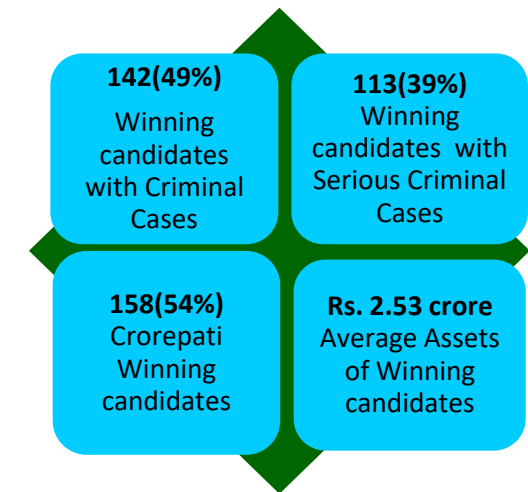 142(49%)
Winning
candidates
with Criminal
Cases
113(39%)
Winning
candidates with
Serious Criminal
Cases
158(54%)
Crorepati
Winning
candidates
Rs. 2.53 crore
Average Assets
of Winning
candidates